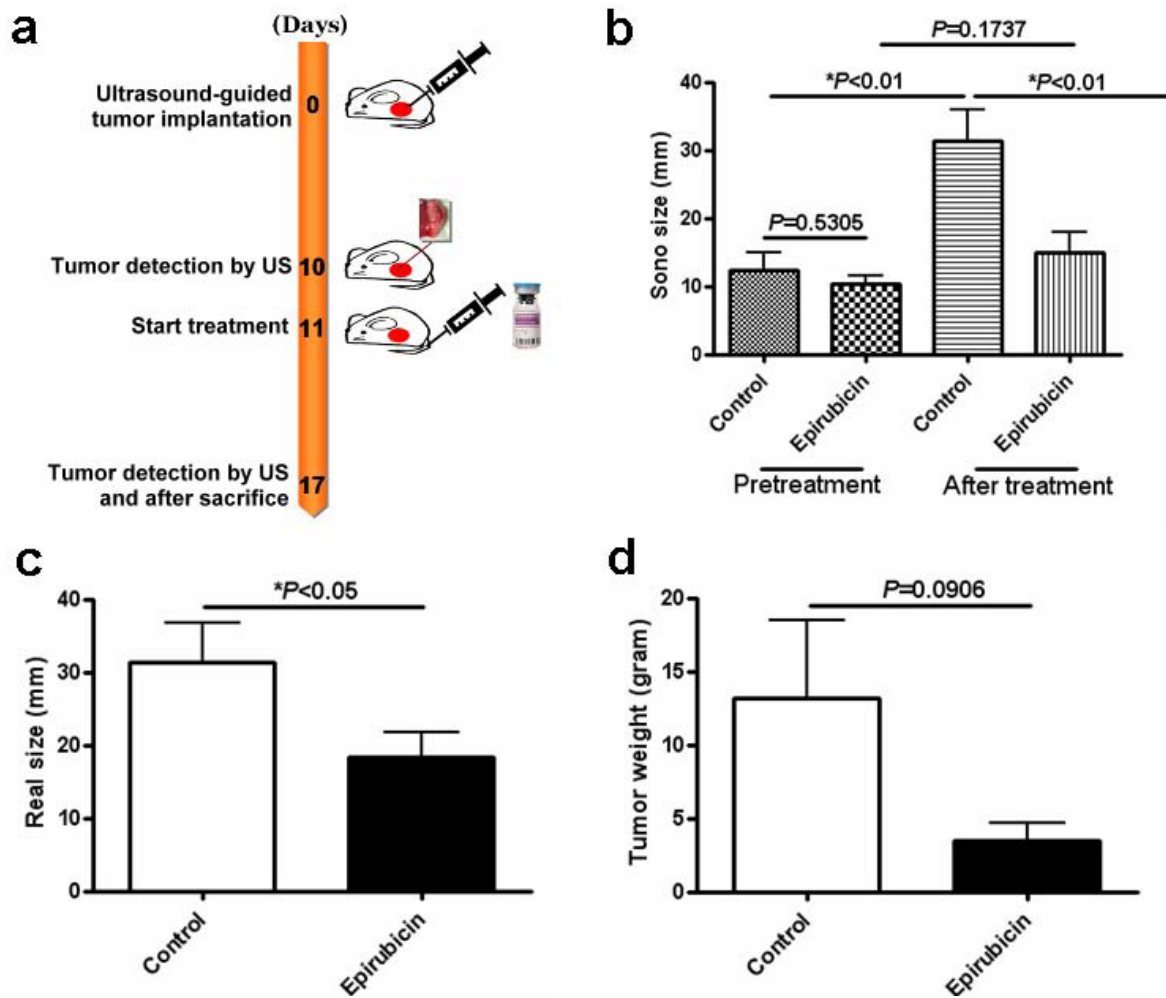 a
(Days)
Ultrasound-guided
tumor implantation
0
Tumor detection by US
10
Start treatment
11
Tumor detection by US
and after sacrifice
17
b
P=0.1737
*P<0.01
*P<0.01
P=0.5305
Sono size (mm)
40
30
20
10
0
Control
Epirubicin
Control
Epirubicin
Pretreatment
After treatment
c
*P<0.05
Real size (mm)
40
30
20
10
0
Control
Epirubicin
d
P=0.0906
Tumor weight (gram)
20
15
10
5
0
Control
Epirubicin